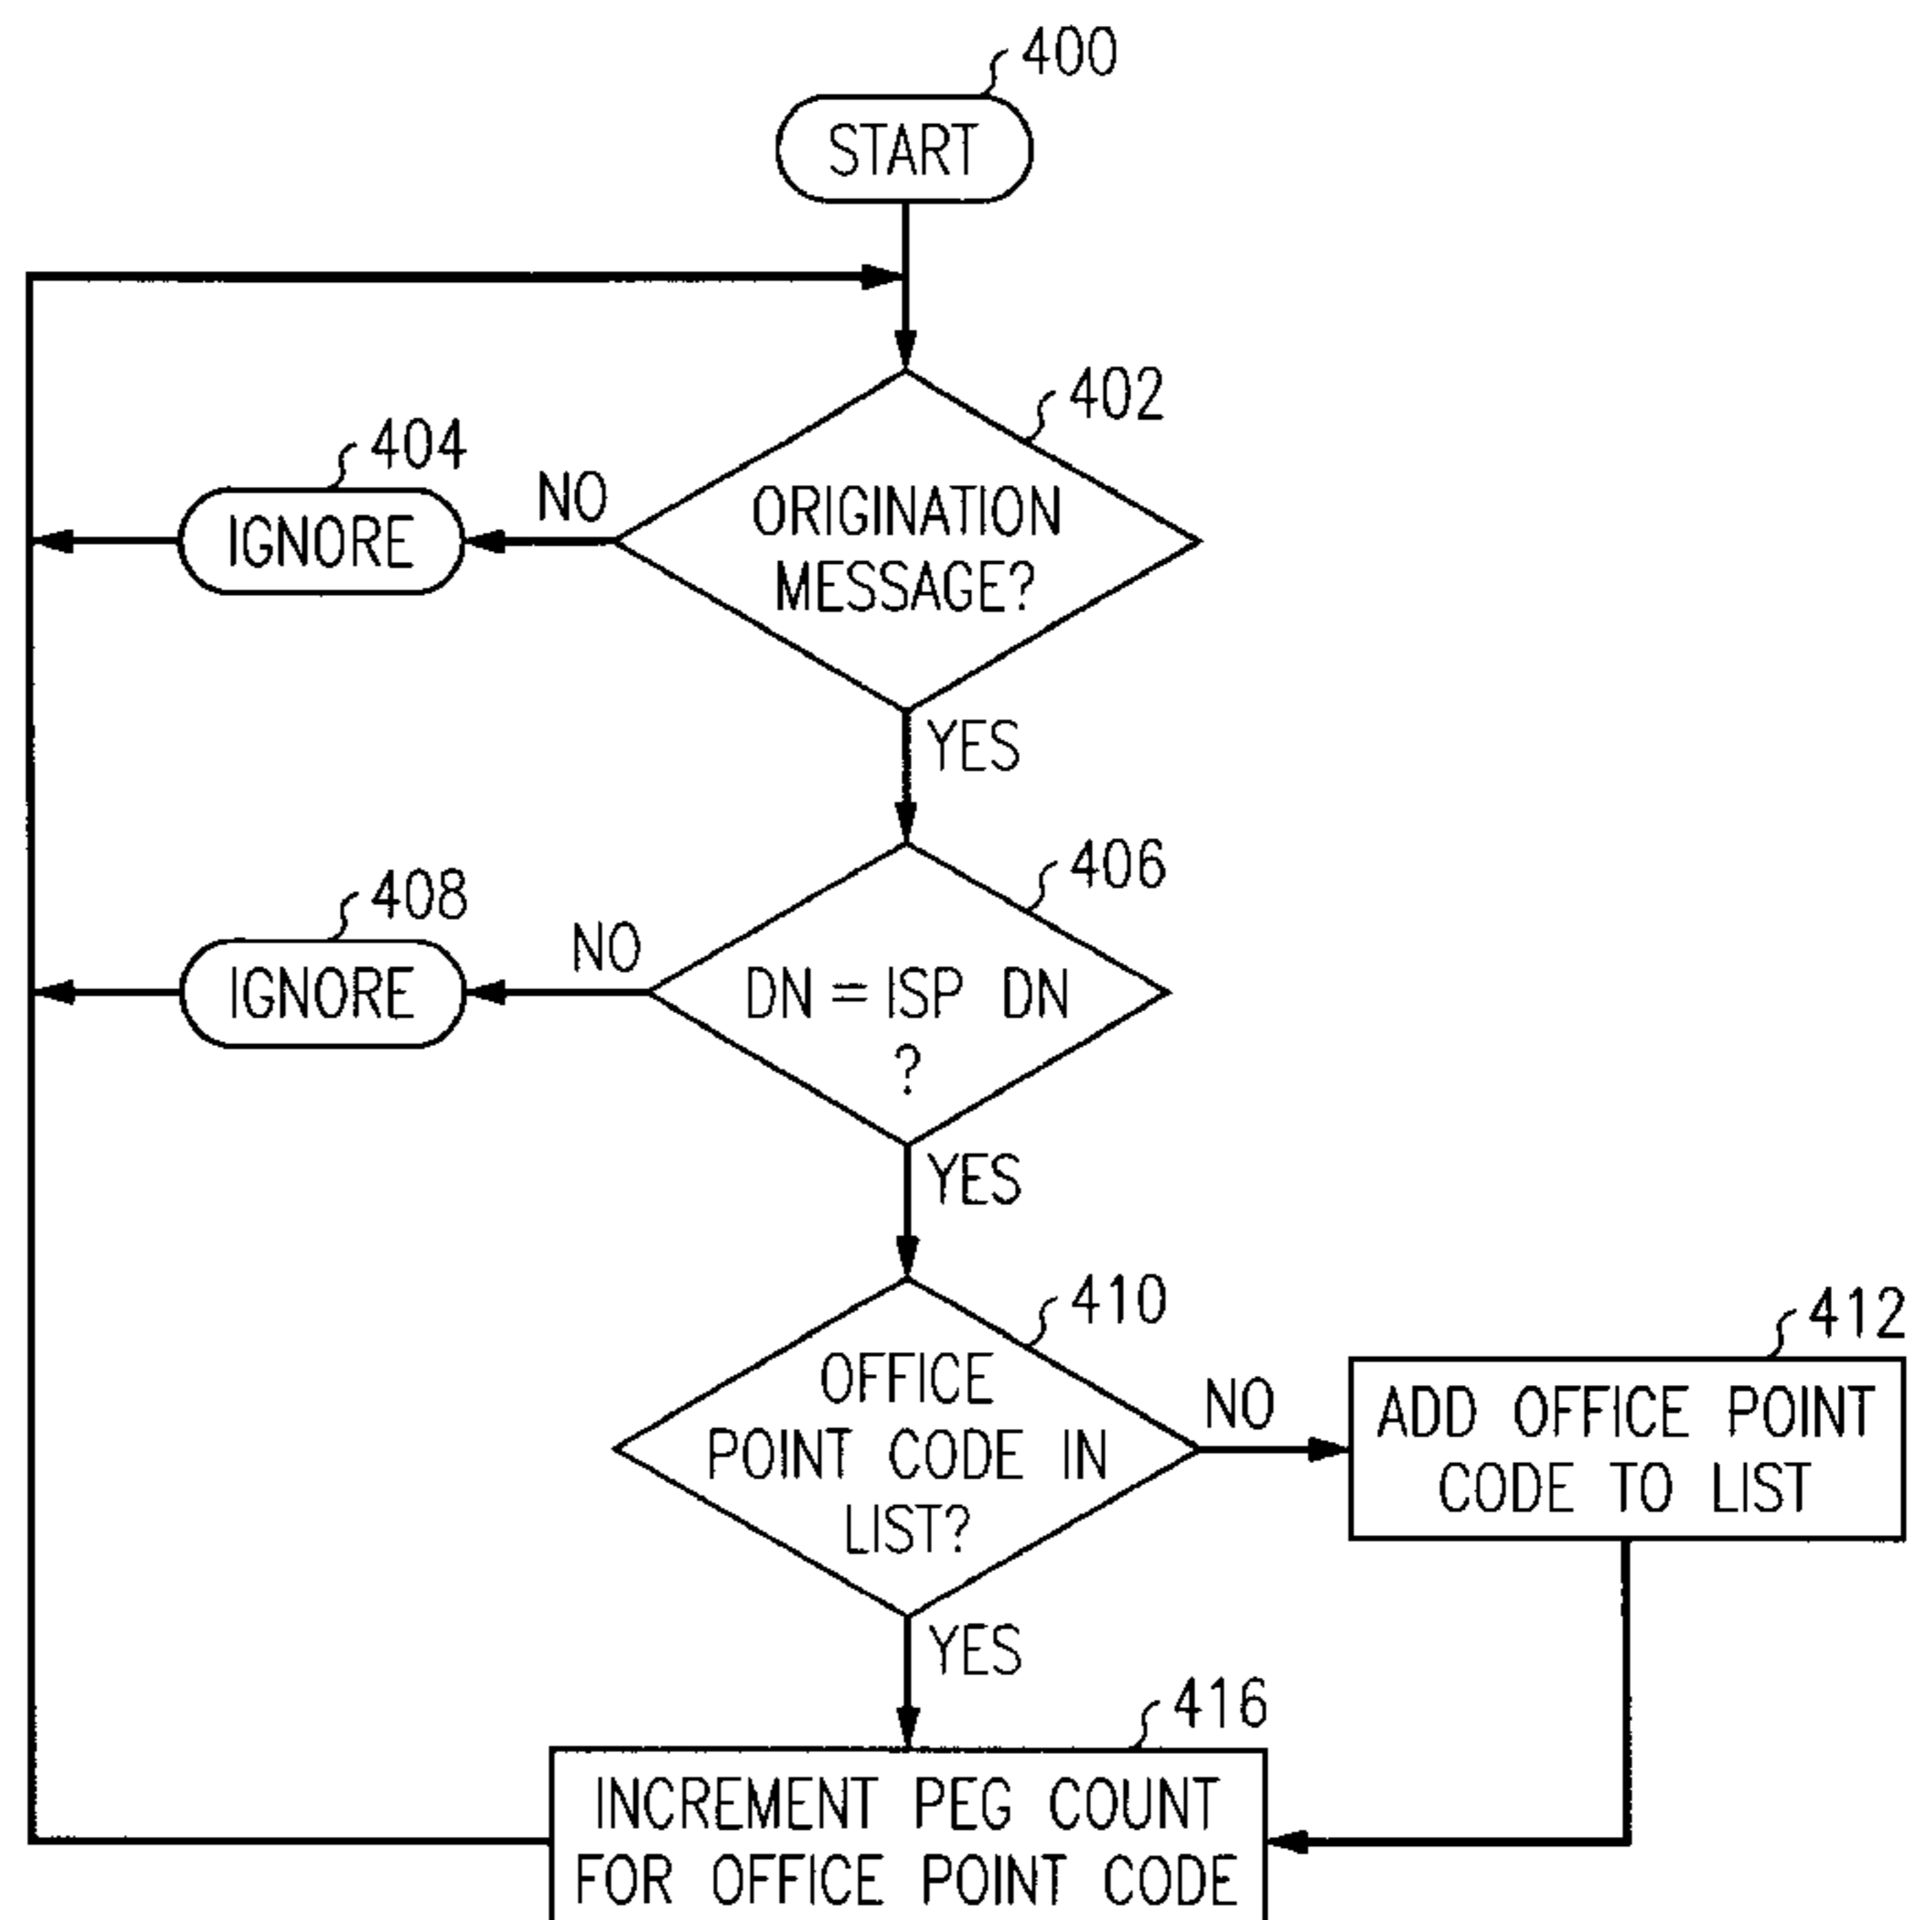 400
START
402
404
NO
ORIGINATION
MESSAGE?
IGNORE
YES
406
408
NO
DN = ISP DN
?
IGNORE
YES
410
412
OFFICE
POINT CODE IN
LIST?
NO
ADD OFFICE POINT
CODE TO LIST
YES
416
INCREMENT PEG COUNT
FOR OFFICE POINT CODE